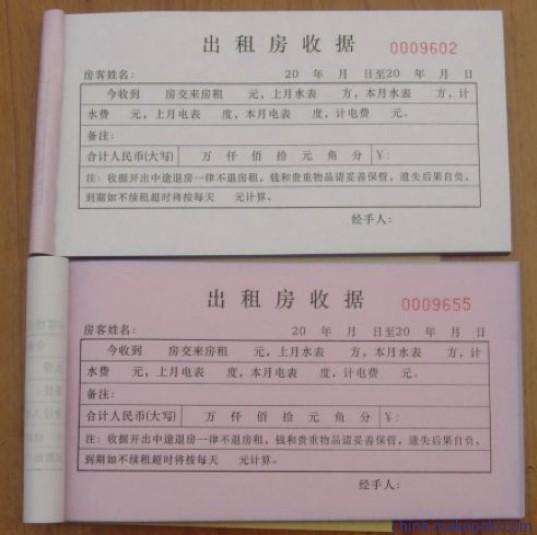 出租房收据 0009602
房客姓名: 20 年 月 日至20 年 月 日
今收到 房交来房租 元,上月水表 方,本月水表 方,计
水费 元,上月电表 度,本月电表 度,计电费 元。
备注:
合计人民币(大写) 万 仟 佰 拾 元 角 分 ¥:
注:收据开出中途退房一律不退房租,钱和贵重物品请妥善保管,遗失后果自负,
到期如不续租超时将按每天 元计算。
经手人:
出租房收据 0009655
房客姓名: 20 年 月 日至20 年 月 日
今收到 房交来房租 元,上月水表 方,本月水表 方,计
水费 元,上月电表 度,本月电表 度,计电费 元。
备注:
合计人民币(大写) 万 仟 佰 拾 元 角 分 ¥:
注:收据开出中途退房一律不退房租,钱和贵重物品请妥善保管,遗失后果自负,
到期如不续租超时将按每天 元计算。
经手人:
china.makepolo.com